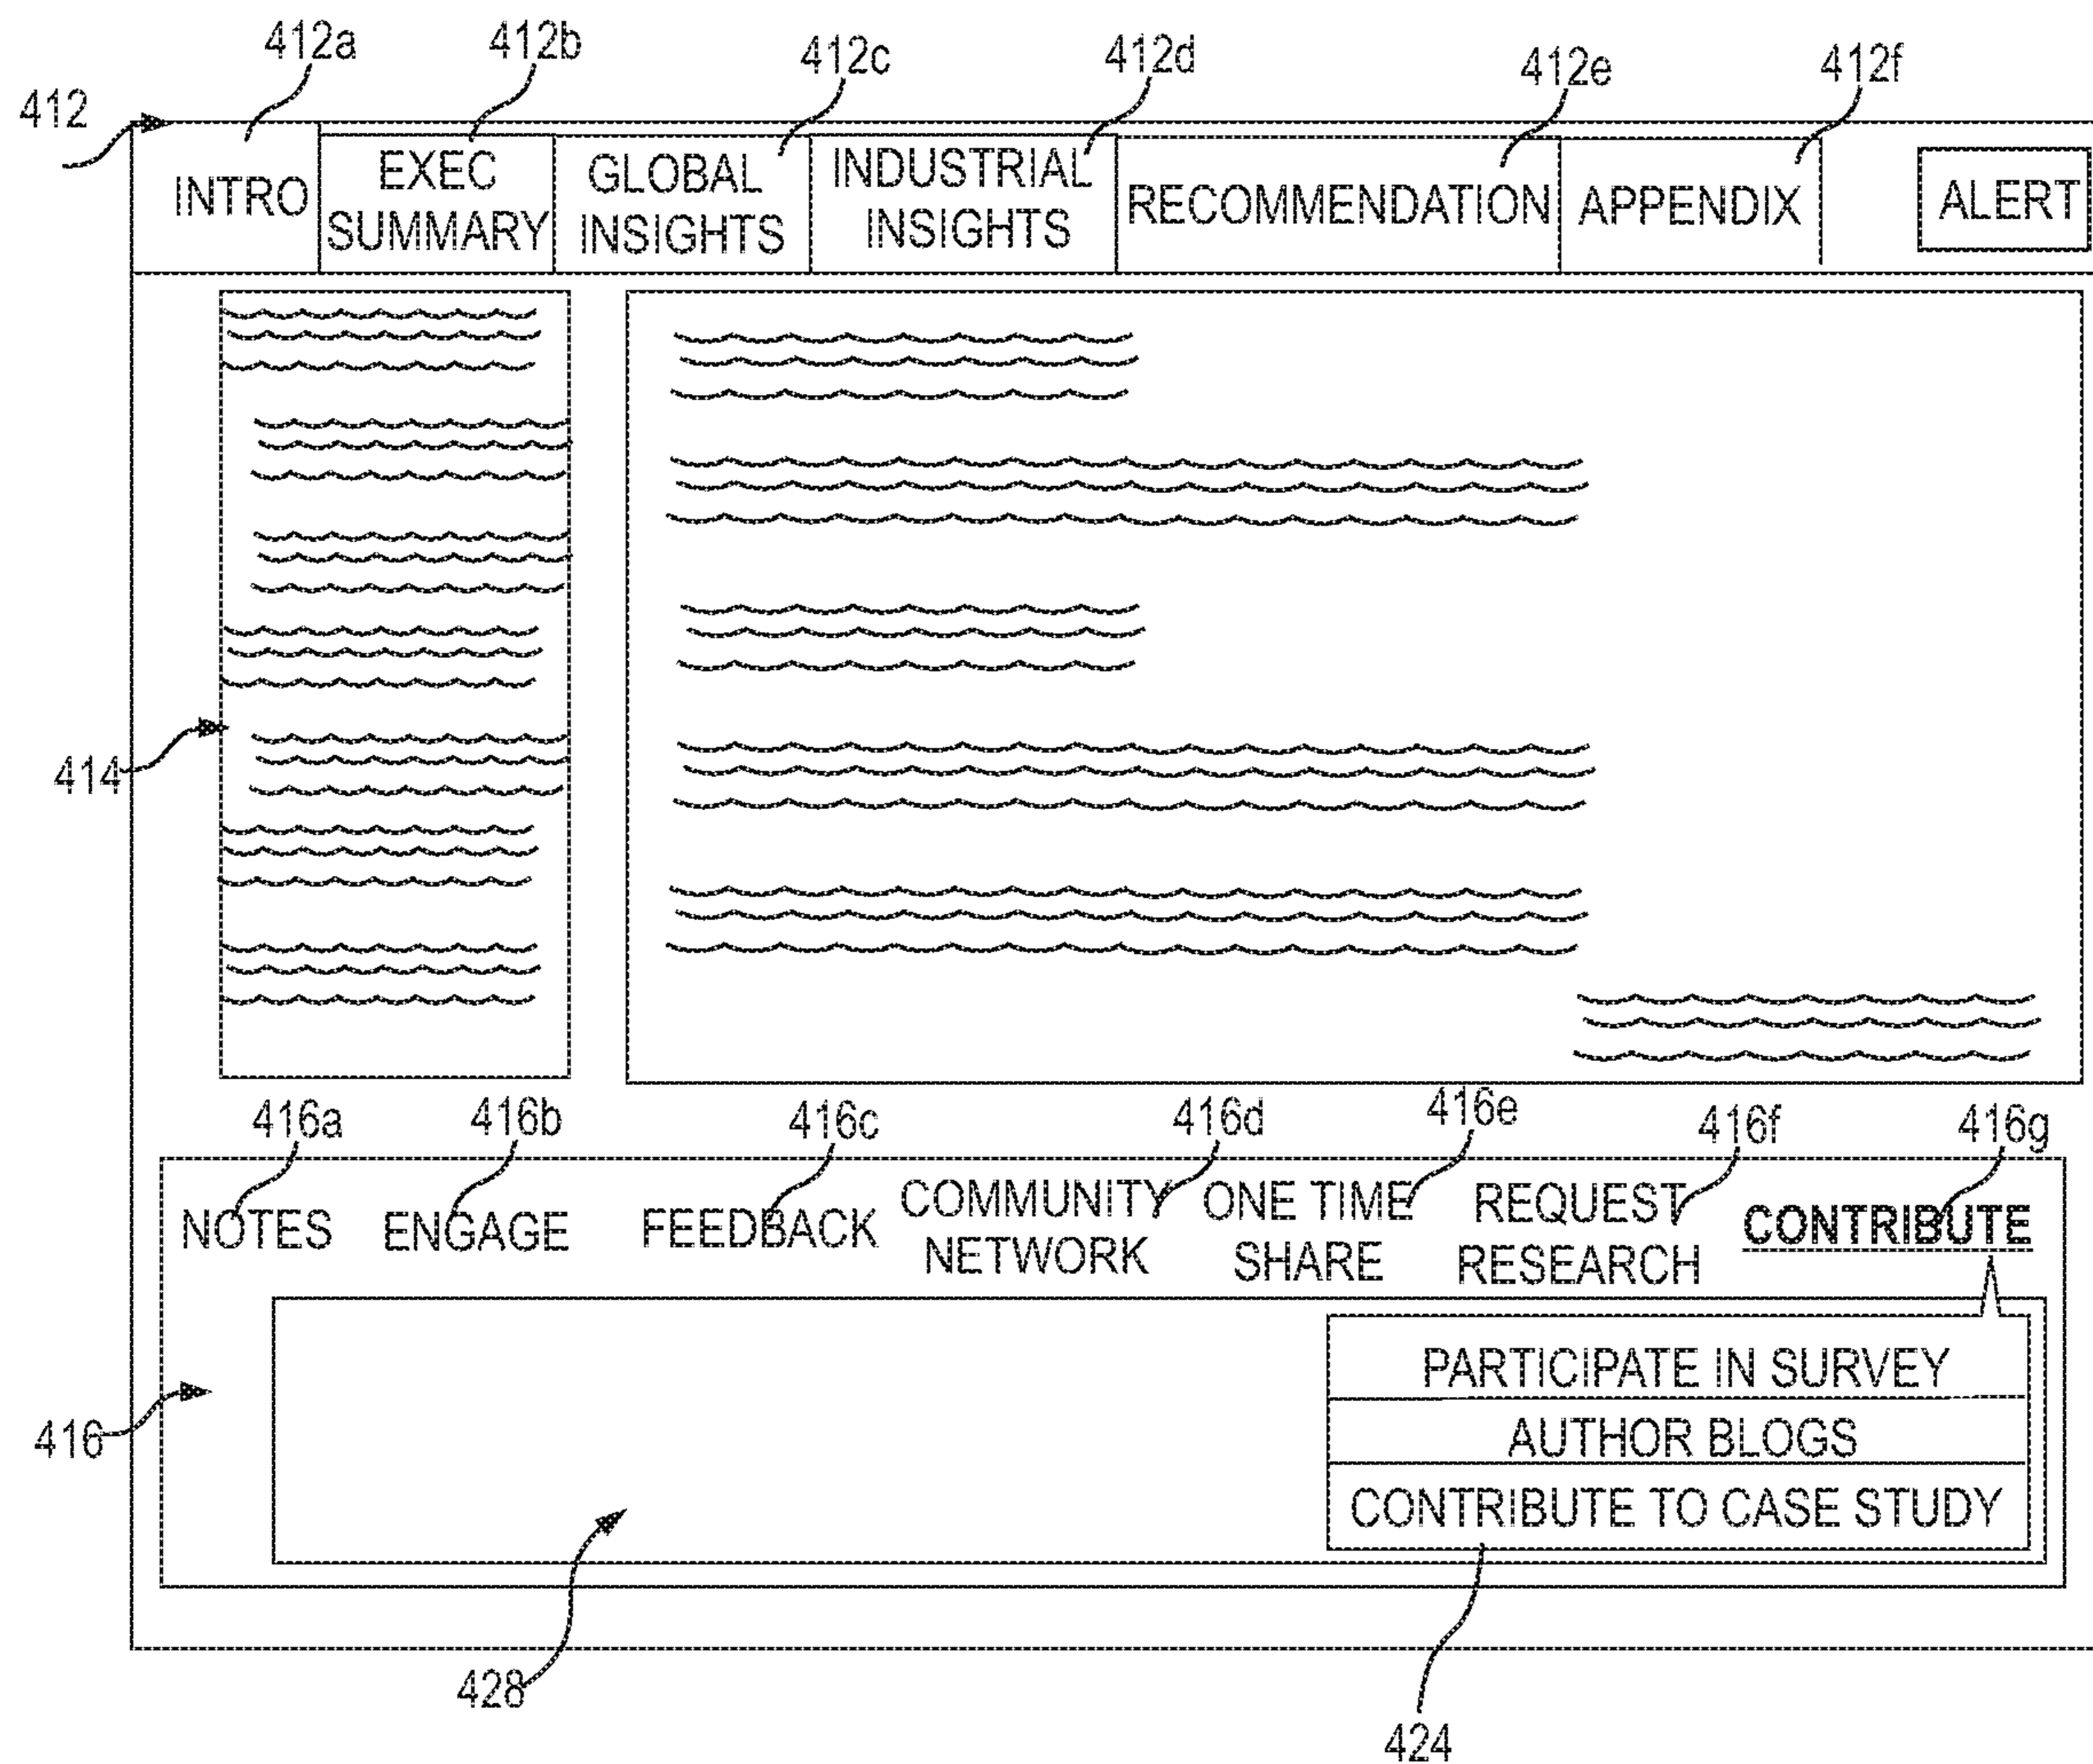 412a
412b
412c
412d
412e
412f
412
INTRO
EXEC
SUMMARY
GLOBAL
INSIGHTS
INDUSTRIAL
INSIGHTS
RECOMMENDATION
APPENDIX
ALERT
414
416a
416b
416c
416d
416e
416f
416g
NOTES
ENGAGE
FEEDBACK
COMMUNITY
NETWORK
ONE TIME
SHARE
REQUEST
RESEARCH
CONTRIBUTE
416
PARTICIPATE IN SURVEY
AUTHOR BLOGS
CONTRIBUTE TO CASE STUDY
428
424